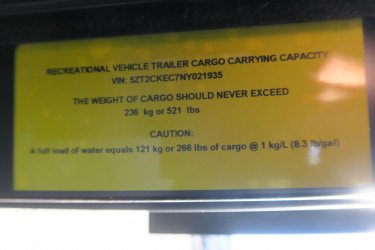 RECREATIONAL VEHICLE TRAILER CARGO CARRYING CAPACITY
VIN: 5ZT2CKEC7NY021935
THE WEIGHT OF CARGO SHOULD NEVER EXCEED
236 kg or 521 lbs
CAUTION:
A full load of water equals 121 kg or 266 lbs of cargo @ 1 kg/L (8.3 lb/gal)